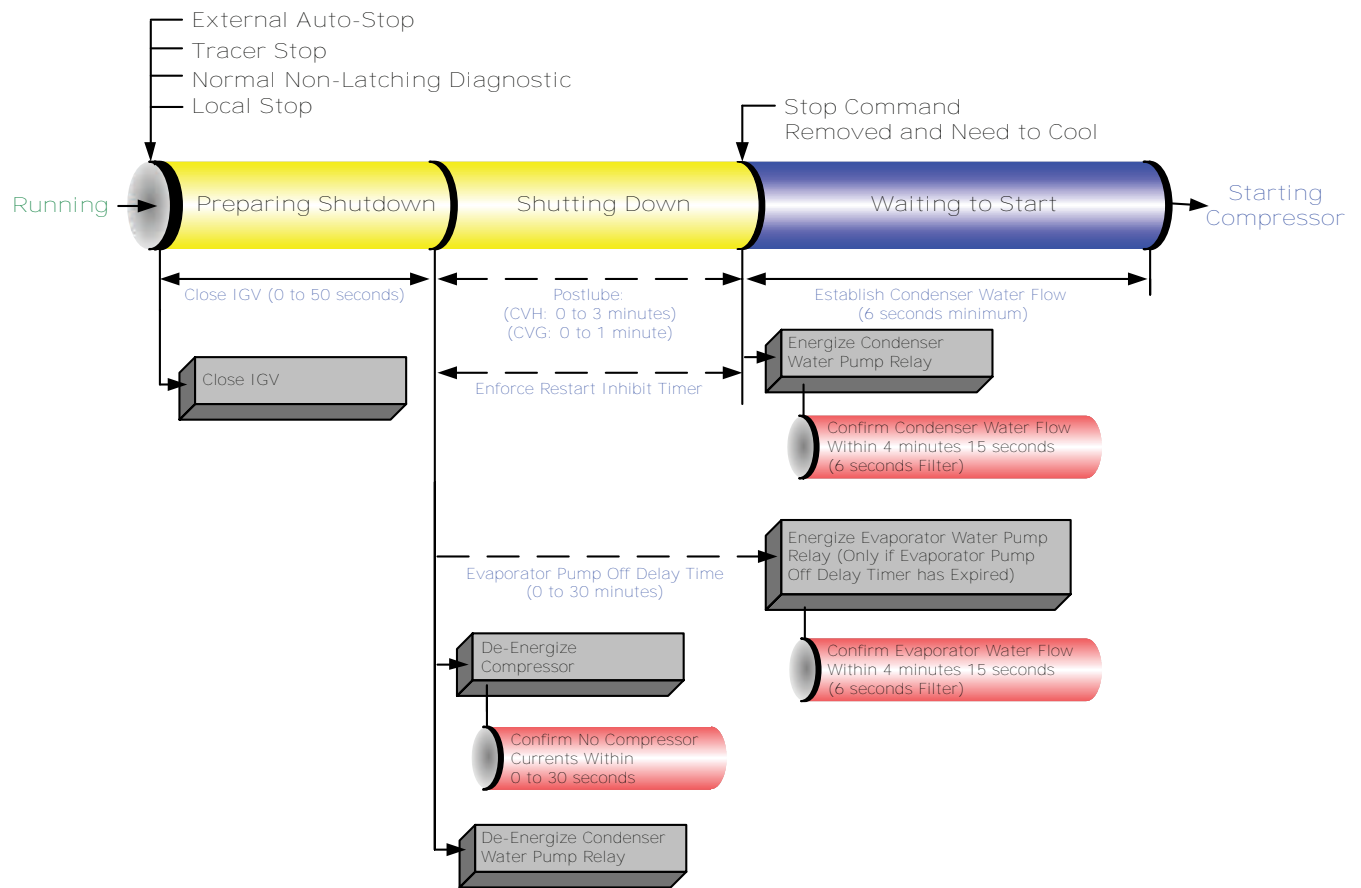 External Auto-Stop
Tracer Stop
Normal Non-Latching Diagnostic
Local Stop
Stop Command
Removed and Need to Cool
Running
Preparing Shutdown
Shutting Down
Waiting to Start
Starting
Compressor
Close IGV (0 to 50 seconds)
Postlube:
(CVH: 0 to 3 minutes)
(CVG: 0 to 1 minute)
Establish Condenser Water Flow
(6 seconds minimum)
Close IGV
Enforce Restart Inhibit Timer
Energize Condenser
Water Pump Relay
Confirm Condenser Water Flow
Within 4 minutes 15 seconds
(6 seconds Filter)
Evaporator Pump Off Delay Time
(0 to 30 minutes)
Energize Evaporator Water Pump
Relay (Only if Evaporator Pump
Off Delay Timer has Expired)
Confirm Evaporator Water Flow
Within 4 minutes 15 seconds
(6 seconds Filter)
De-Energize
Compressor
Confirm No Compressor
Currents Within
0 to 30 seconds
De-Energize Condenser
Water Pump Relay